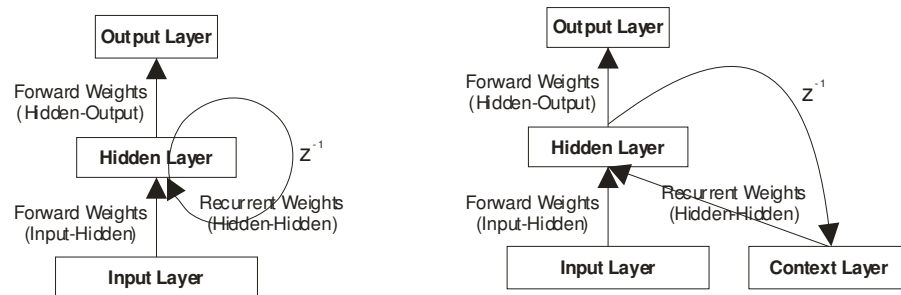 Output Layer
Forward Weights
(Hidden-Output)
z⁻¹
Hidden Layer
Recurrent Weights
(Hidden-Hidden)
Forward Weights
(Input-Hidden)
Input Layer
Output Layer
Forward Weights
(Hidden-Output)
z⁻¹
Hidden Layer
Recurrent Weights
(Hidden-Hidden)
Forward Weights
(Input-Hidden)
Input Layer
Context Layer